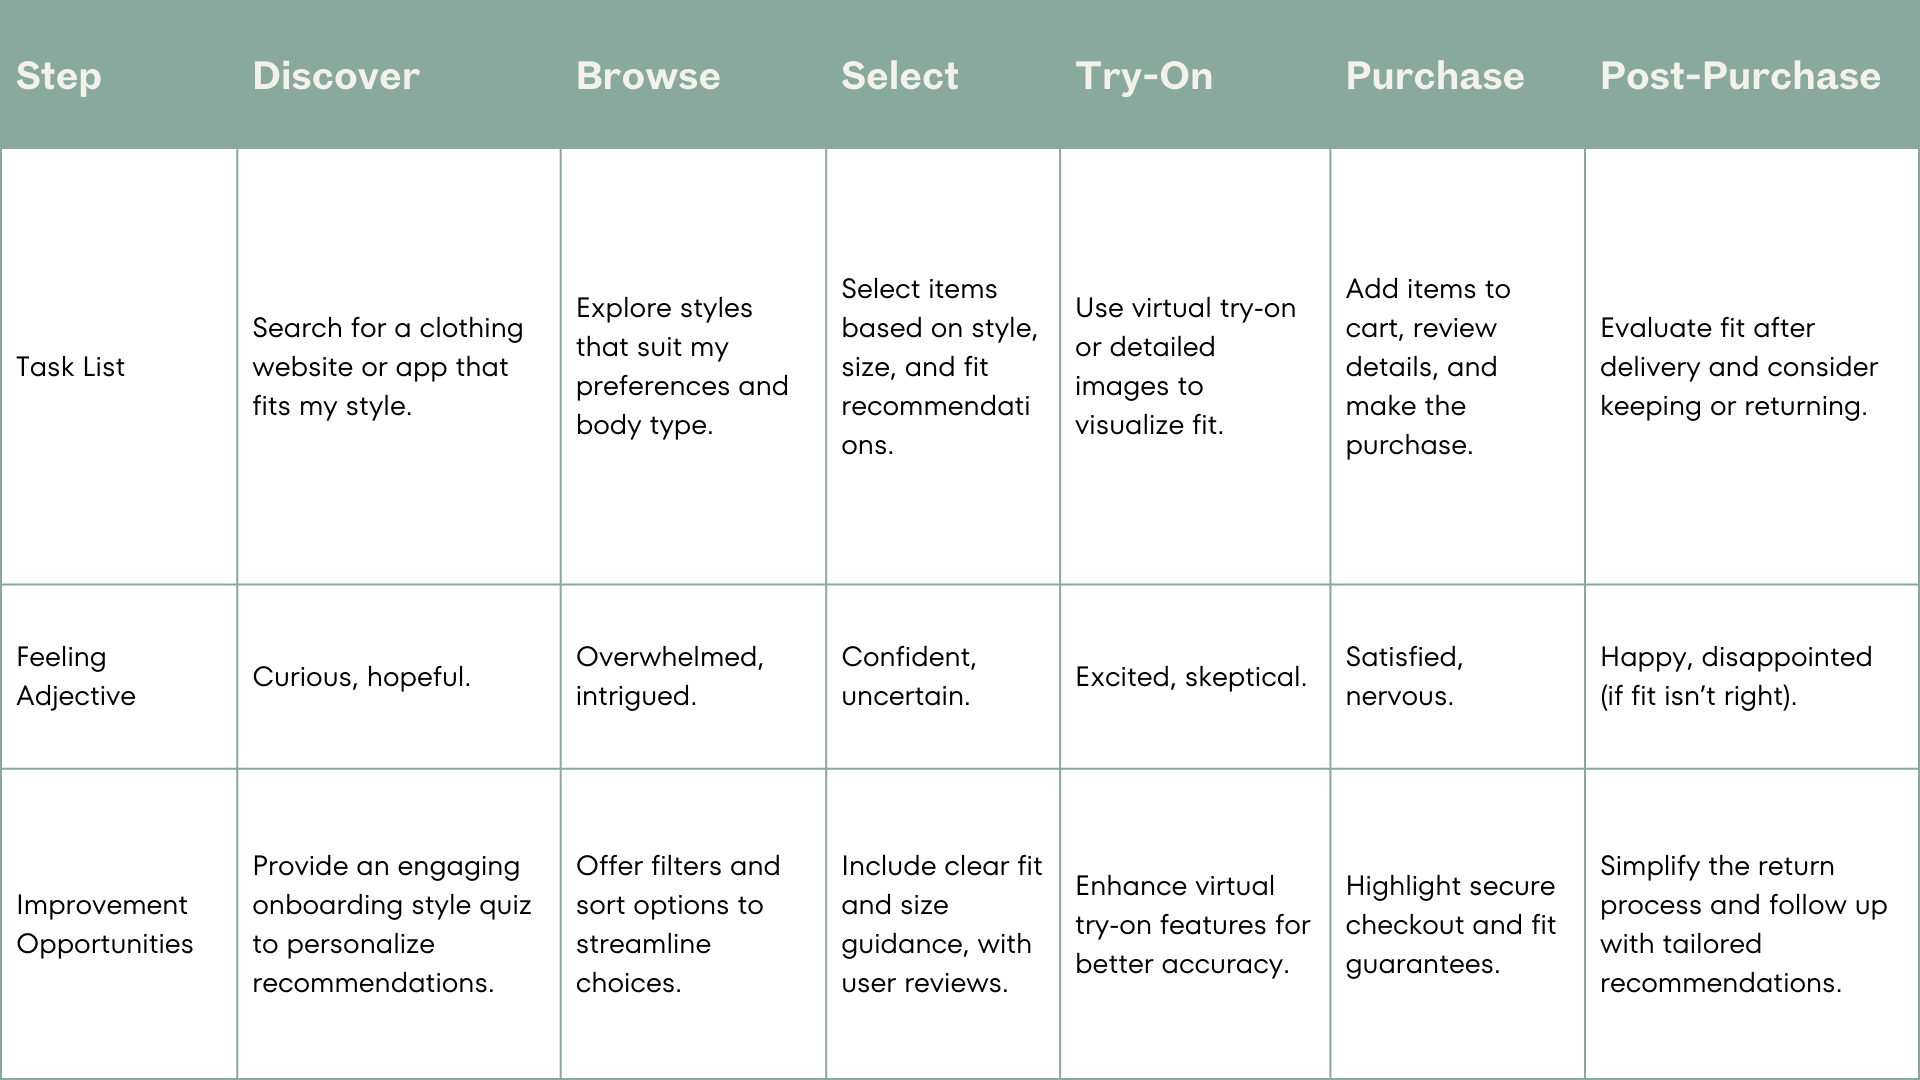 Step
Discover
Browse
Select
Try-On
Purchase
Post-Purchase
Task List
Search for a clothing
website or app that
fits my style.
Explore styles
that suit my
preferences and
body type.
Select items
based on style,
size, and fit
recommendati
ons.
Use virtual try-on
or detailed
images to
visualize fit.
Add items to
cart, review
details, and
make the
purchase.
Evaluate fit after
delivery and consider
keeping or returning.
Feeling
Adjective
Curious, hopeful.
Overwhelmed,
intrigued.
Confident,
uncertain.
Excited, skeptical.
Satisfied,
nervous.
Happy, disappointed
(if fit isn’t right).
Improvement
Opportunities
Provide an engaging
onboarding style quiz
to personalize
recommendations.
Offer filters and
sort options to
streamline
choices.
Include clear fit
and size
guidance, with
user reviews.
Enhance virtual
try-on features for
better accuracy.
Highlight secure
checkout and fit
guarantees.
Simplify the return
process and follow up
with tailored
recommendations.